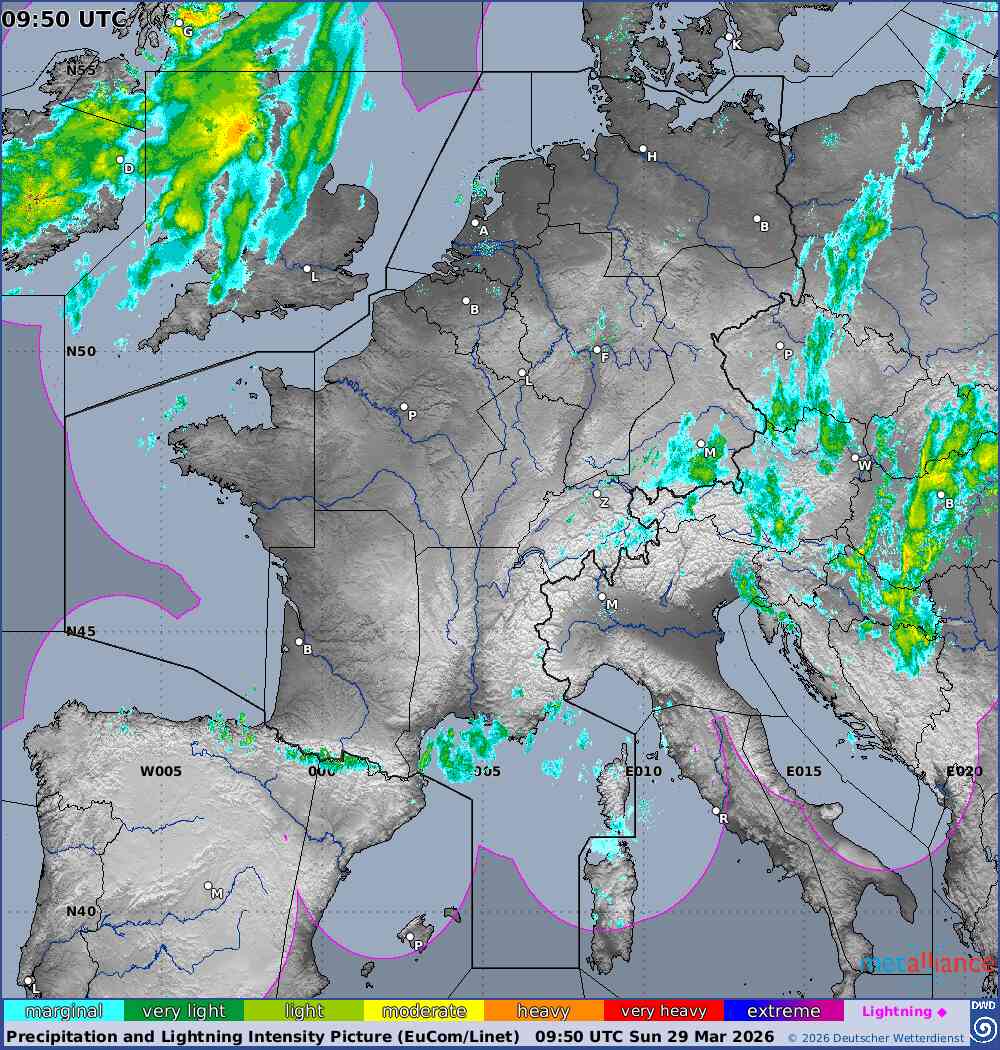 09:50 UTC
G
K
N55
D
H
A
B
B
L
N50
P
F
L
P
M
W
Z
B
M
N45
B
W005
000
E005
E010
E015
E020
R
M
N40
P
L
metalliance
marginal very light light moderate heavy very heavy extreme Lightning ◆
DWD
Precipitation and Lightning Intensity Picture (EuCom/Linet) 09:50 UTC Sun 29 Mar 2026 © 2026 Deutscher Wetterdienst